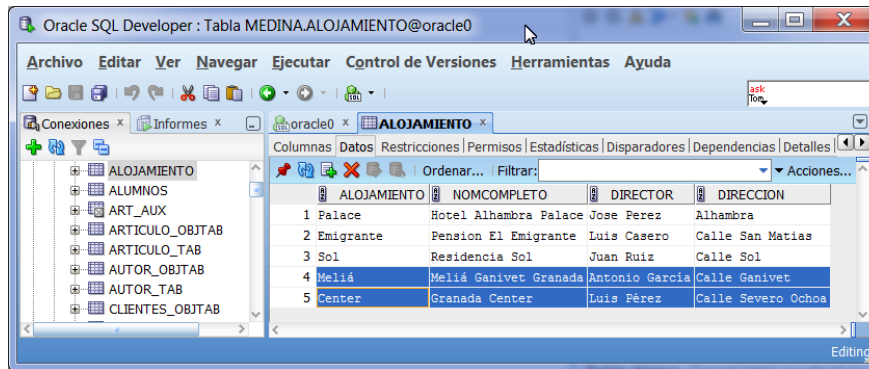 Oracle SQL Developer : Tabla MEDINA.ALOJAMIENTO@oracle0
Archivo Editar Ver Navegar Ejecutar Control de Versiones Herramientas Ayuda
ask
Tom
Conexiones Informes oracle0 ALOJAMIENTO
Columnas Datos Restricciones Permisos Estadísticas Disparadores Dependencias Detalles
Ordenar... Filtrar: Acciones...
ALOJAMIENTO
ALUMNOS
ART_AUX
ARTICULO_OBJTAB
ARTICULO_TAB
AUTOR_OBJTAB
AUTOR_TAB
CLIENTES_OBJTAB
ALOJAMIENTO NOMCOMPLETO DIRECTOR DIRECCION
1 Palace Hotel Alhambra Palace Jose Perez Alhambra
2 Emigrante Pension El Emigrante Luis Casero Calle San Matias
3 Sol Residencia Sol Juan Ruiz Calle Sol
4 Meliá Meliá Ganivet Granada Antonio García Calle Ganivet
5 Center Granada Center Luis Pérez Calle Severo Ochoa
Editing